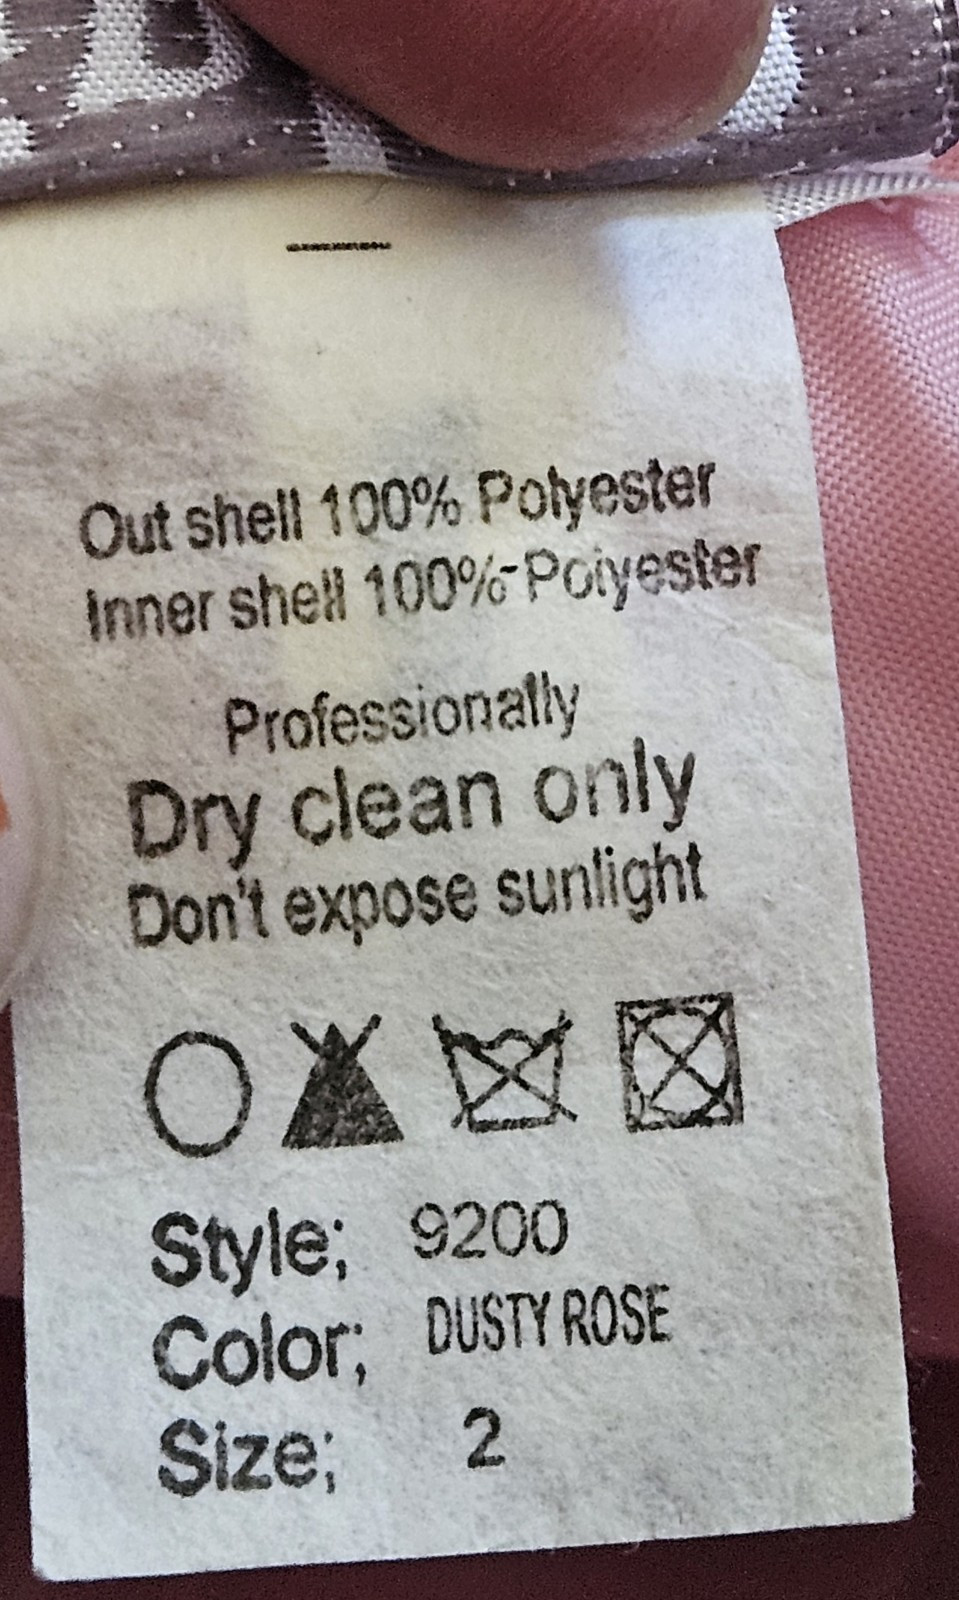 Out shell 100% Polyester
Inner shell 100% Polyester
Professionally
Dry clean only
Don't expose sunlight
Style; 9200
Color; DUSTY ROSE
Size; 2